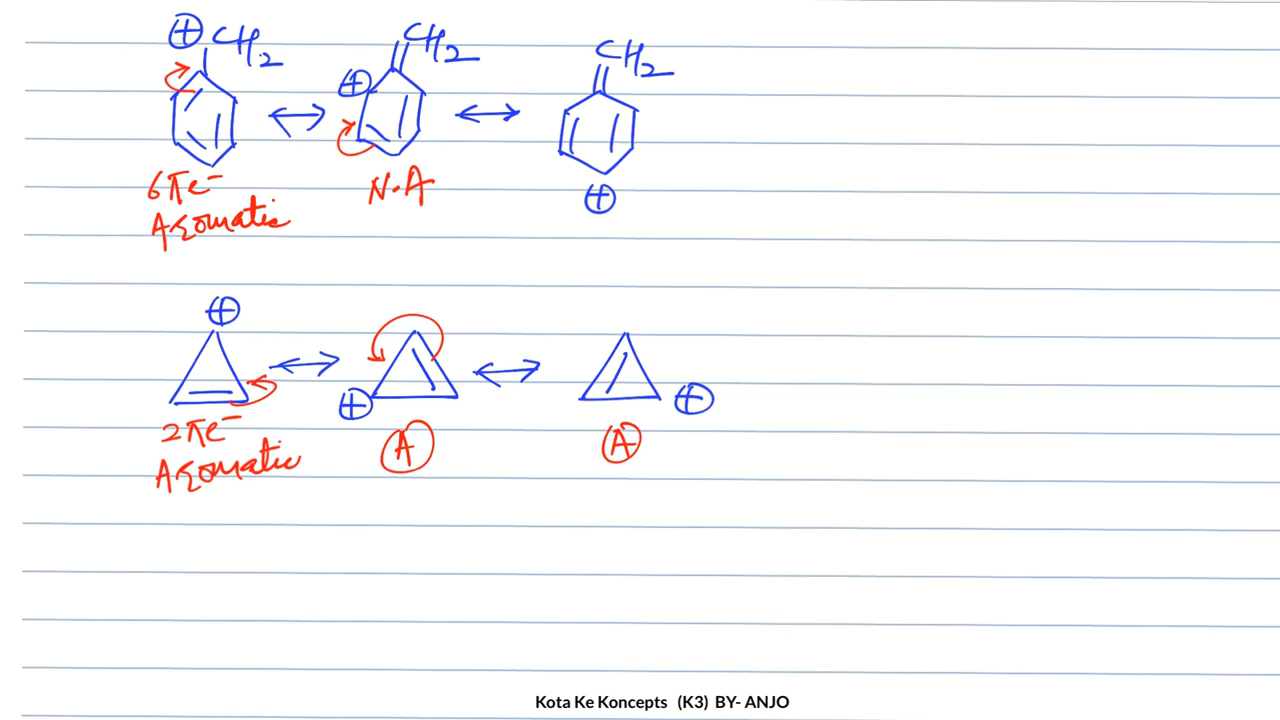 ⊕ CH2 CH2 CH2
⊕
6πe⁻ N.A ⊕
Aromatic
⊕
⊕ ⊕
2πe⁻ A A
Aromatic
Kota Ke Koncepts (K3) BY- ANJO